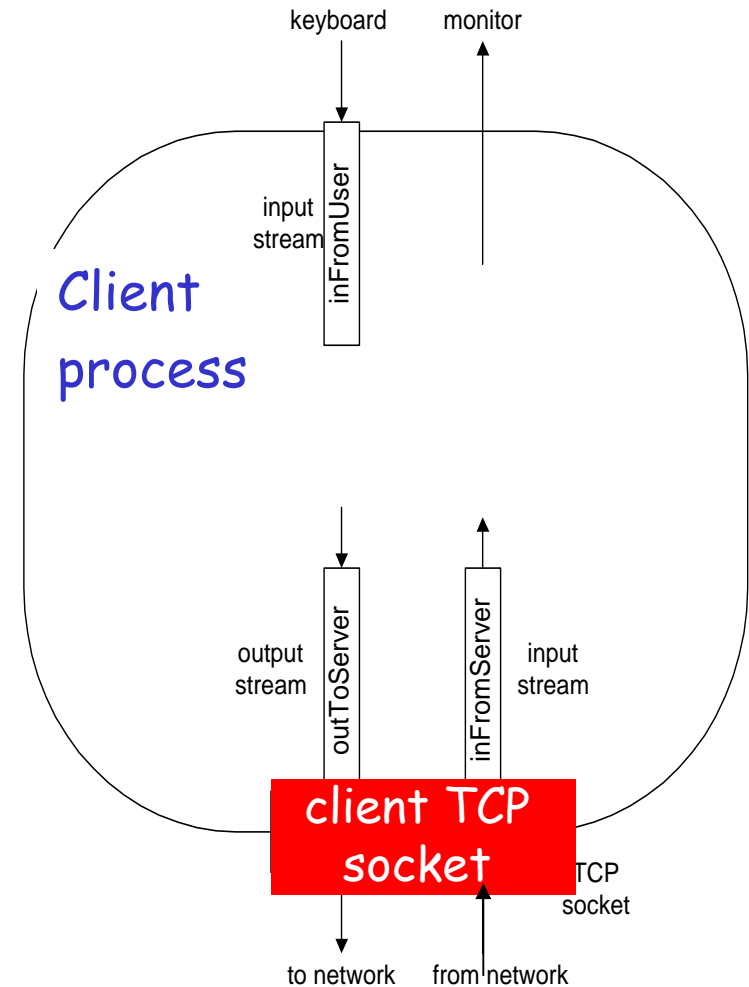 keyboard
monitor
input
stream
inFromUser
Client
process
output
stream
outToServer
inFromServer
input
stream
client TCP
socket
TCP
socket
to network
from network